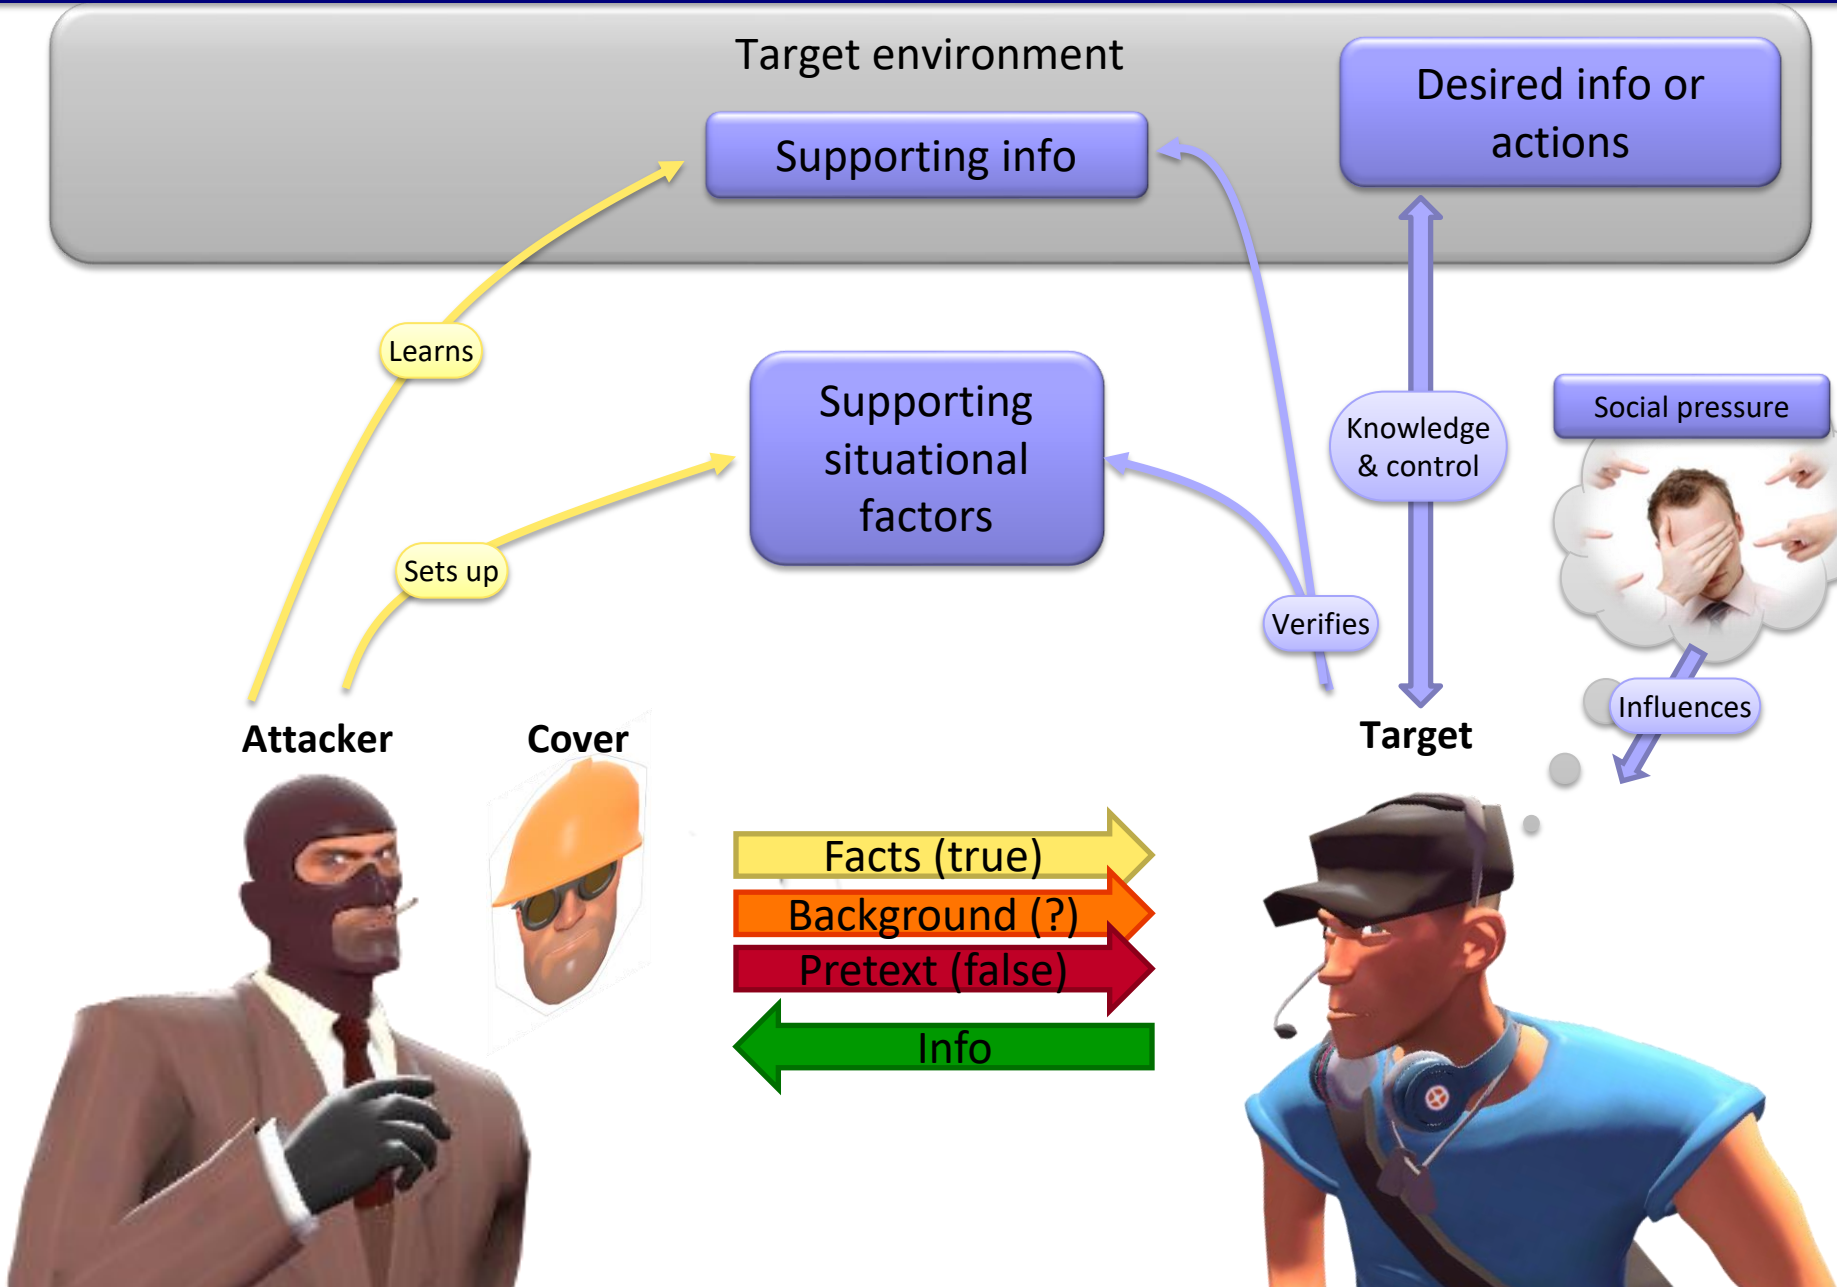 Target environment
Desired info or
actions
Supporting info
Learns
Supporting
situational
factors
Knowledge
& control
Social pressure
Sets up
Verifies
Influences
Attacker
Cover
Target
Facts (true)
Background (?)
Pretext (false)
Info